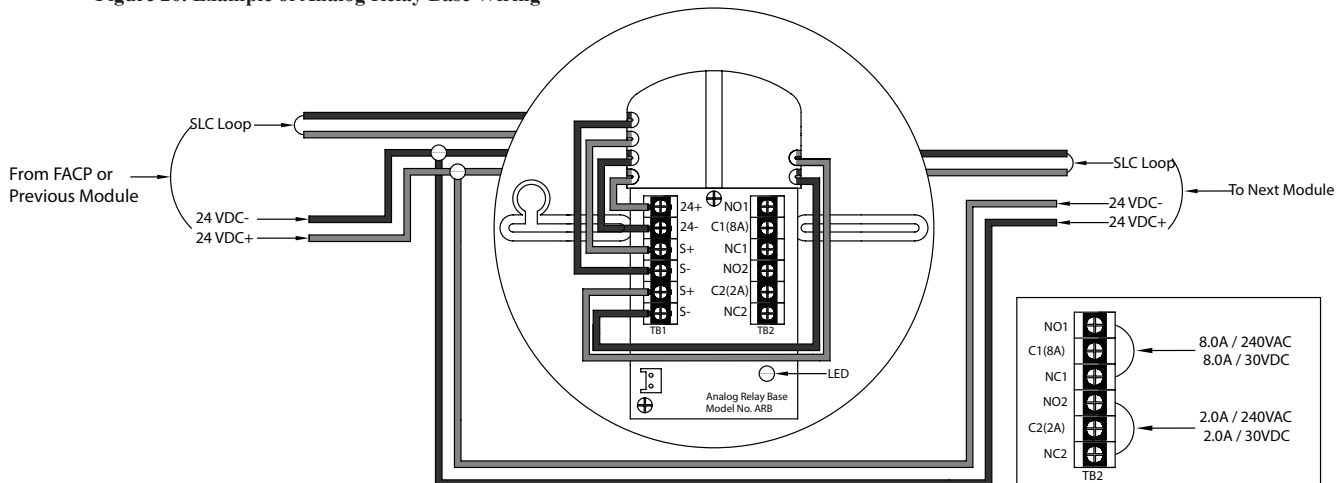 Figure 20: Example of Analog Relay Base Wiring
SLC Loop
From FACP or
Previous Module
24 VDC-
24 VDC+
24+
24-
S+
S-
S+
S-
TB1
NO1
C1(8A)
NC1
NO2
C2(2A)
NC2
TB2
LED
Analog Relay Base
Model No. ARB
SLC Loop
To Next Module
24 VDC-
24 VDC+
NO1
C1(8A)
NC1
NO2
C2(2A)
NC2
TB2
8.0A / 240VAC
8.0A / 30VDC
2.0A / 240VAC
2.0A / 30VDC